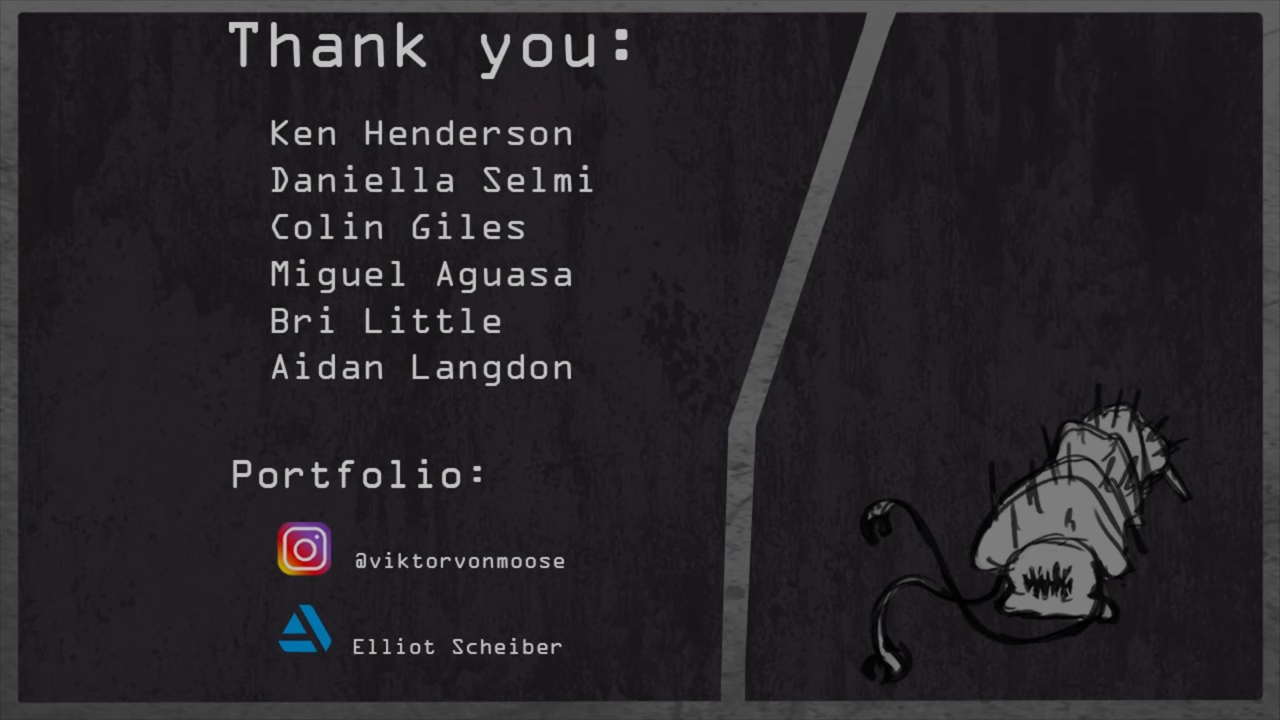 Thank you:
Ken Henderson
Daniella Selmi
Colin Giles
Miguel Aguasa
Bri Little
Aidan Langdon
Portfolio:
@viktorvonmoose
Elliot Scheiber